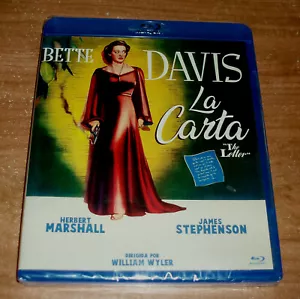 BETTE DAVIS
La
Carta
"The Letter"
HERBERT MARSHALL
JAMES STEPHENSON
DIRIGIDA POR
WILLIAM WYLER